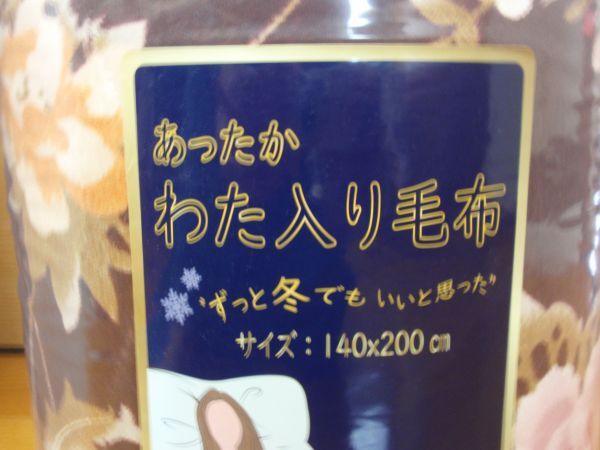 あったか
わた入り毛布
"ずっと冬でも いいと思った"
サイズ：140x200㎝